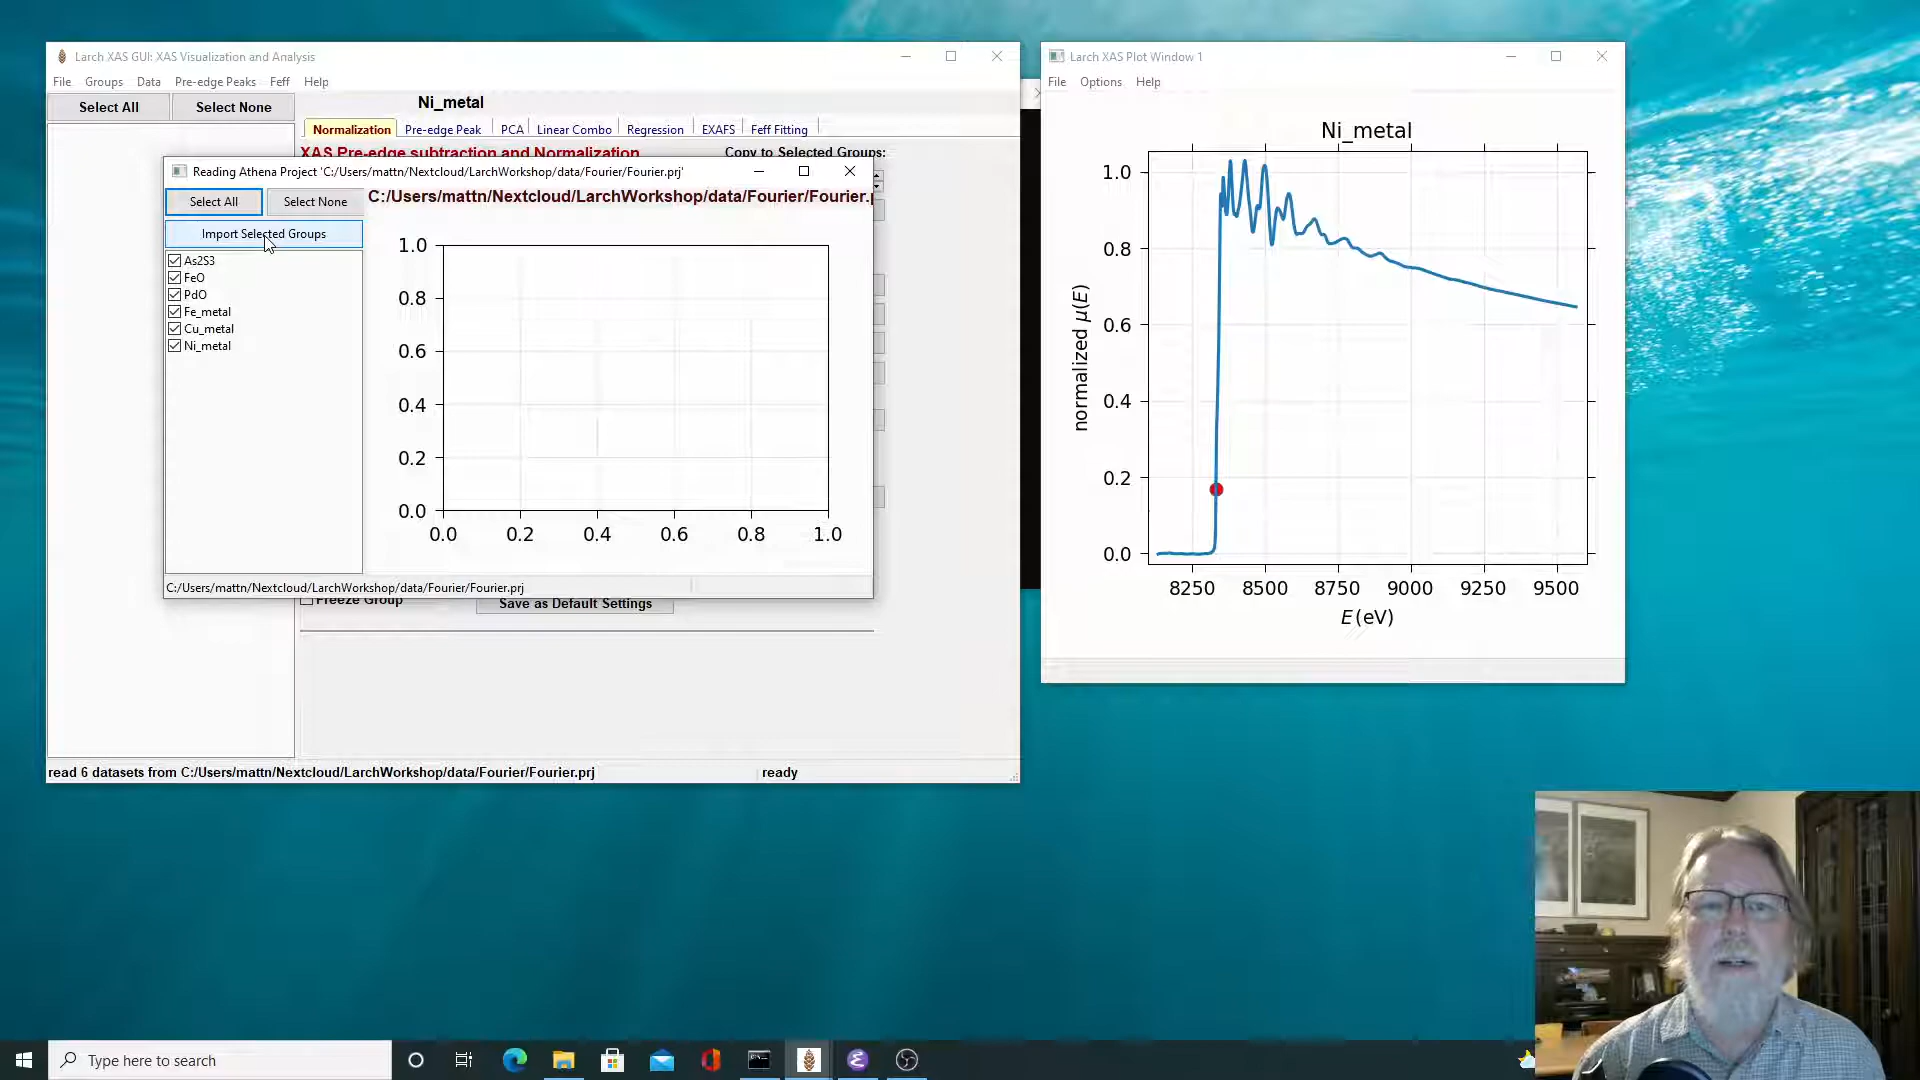 Larch XAS GUI: XAS Visualization and Analysis
File Groups Data Pre-edge Peaks Feff Help
Select All Select None
Ni_metal
Normalization Pre-edge Peak PCA Linear Combo Regression EXAFS Feff Fitting
XAS Pre-edge subtraction and Normalization Copy to Selected Groups:
Reading Athena Project 'C:/Users/mattn/Nextcloud/LarchWorkshop/data/Fourier/Fourier.prj'
Select All Select None
C:/Users/mattn/Nextcloud/LarchWorkshop/data/Fourier/Fourier.p
Import Selected Groups
As2S3
FeO
PdO
Fe_metal
Cu_metal
Ni_metal
1.0
0.8
0.6
0.4
0.2
0.0
0.0 0.2 0.4 0.6 0.8 1.0
C:/Users/mattn/Nextcloud/LarchWorkshop/data/Fourier/Fourier.prj
Freeze Group Save as Default Settings
read 6 datasets from C:/Users/mattn/Nextcloud/LarchWorkshop/data/Fourier/Fourier.prj ready
Larch XAS Plot Window 1
File Options Help
Ni_metal
normalized μ(E)
1.0
0.8
0.6
0.4
0.2
0.0
8250 8500 8750 9000 9250 9500
E (eV)
Type here to search